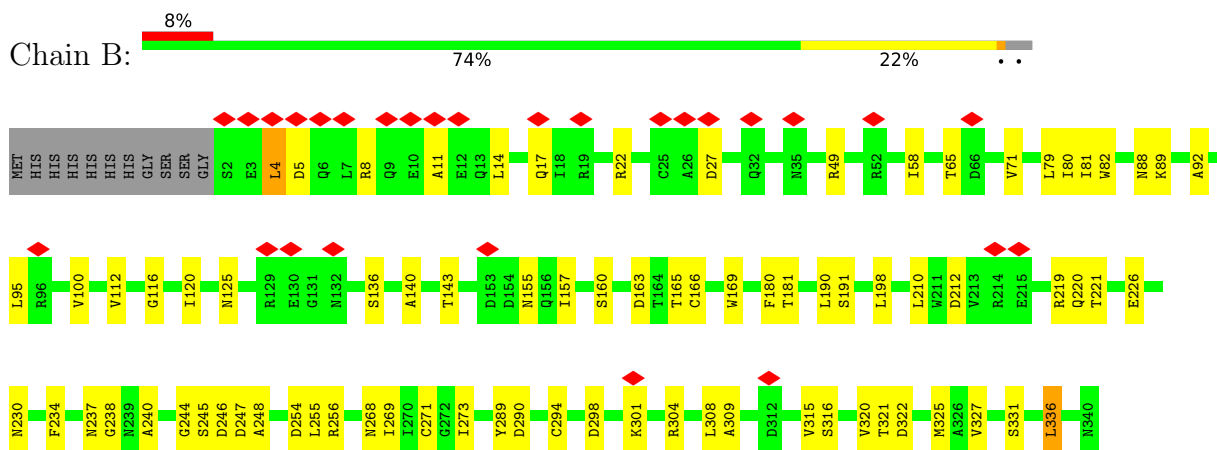 8%
Chain B:
74% 22% • •
MET HIS HIS HIS HIS HIS HIS GLY SER SER GLY S2 E3 L4 D5 Q6 L7 R8 Q9 E10 A11 E12 Q13 L14 Q17 I18 R19 R22 C25 A26 D27 Q32 N35 R49 R52 I58 T65 D66 V71 L79 I80 I81 W82 N88 K89 A92
L95 R96 V100 V112 G116 I120 N125 R129 E130 G131 N132 S136 A140 T143 D153 D154 N155 Q156 I157 S160 D163 T164 T165 C166 W169 F180 T181 L190 S191 L198 L210 W211 D212 V213 R214 E215 R219 Q220 T221 E226
N230 F234 N237 G238 N239 A240 G244 S245 D246 D247 A248 D254 L255 R256 N268 I269 I270 C271 G272 I273 Y289 D290 C294 D298 K301 R304 L308 A309 D312 V315 S316 V320 T321 D322 M325 A326 V327 S331 L336 N340